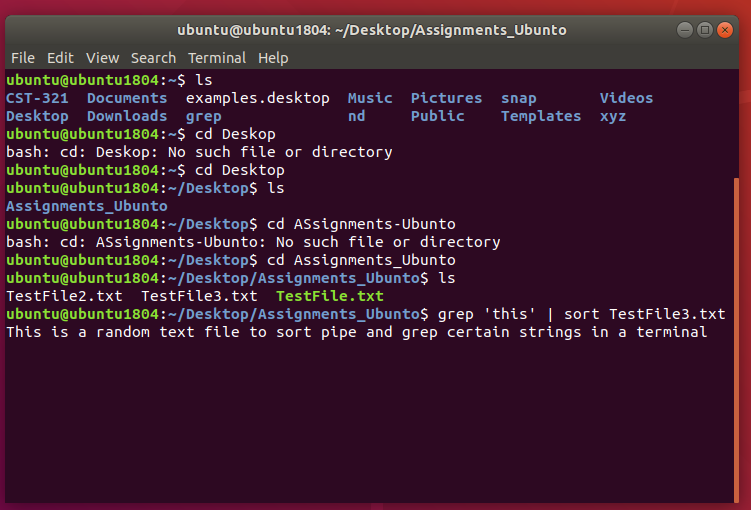 ubuntu@ubuntu1804: ~/Desktop/Assignments_Ubunto
File Edit View Search Terminal Help
ubuntu@ubuntu1804:~$ ls
CST-321  Documents  examples.desktop  Music  Pictures  snap       Videos
Desktop  Downloads  grep              nd     Public    Templates  xyz
ubuntu@ubuntu1804:~$ cd Deskop
bash: cd: Deskop: No such file or directory
ubuntu@ubuntu1804:~$ cd Desktop
ubuntu@ubuntu1804:~/Desktop$ ls
Assignments_Ubunto
ubuntu@ubuntu1804:~/Desktop$ cd ASsignments-Ubunto
bash: cd: ASsignments-Ubunto: No such file or directory
ubuntu@ubuntu1804:~/Desktop$ cd Assignments_Ubunto
ubuntu@ubuntu1804:~/Desktop/Assignments_Ubunto$ ls
TestFile2.txt  TestFile3.txt  TestFile.txt
ubuntu@ubuntu1804:~/Desktop/Assignments_Ubunto$ grep 'this' | sort TestFile3.txt
This is a random text file to sort pipe and grep certain strings in a terminal